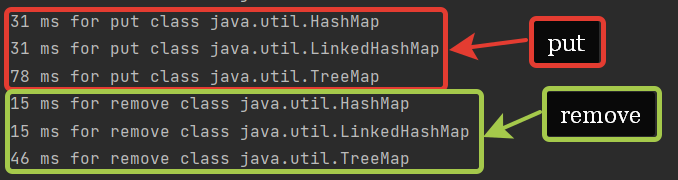 31 ms for put class java.util.HashMap
31 ms for put class java.util.LinkedHashMap
78 ms for put class java.util.TreeMap
put
15 ms for remove class java.util.HashMap
15 ms for remove class java.util.LinkedHashMap
46 ms for remove class java.util.TreeMap
remove